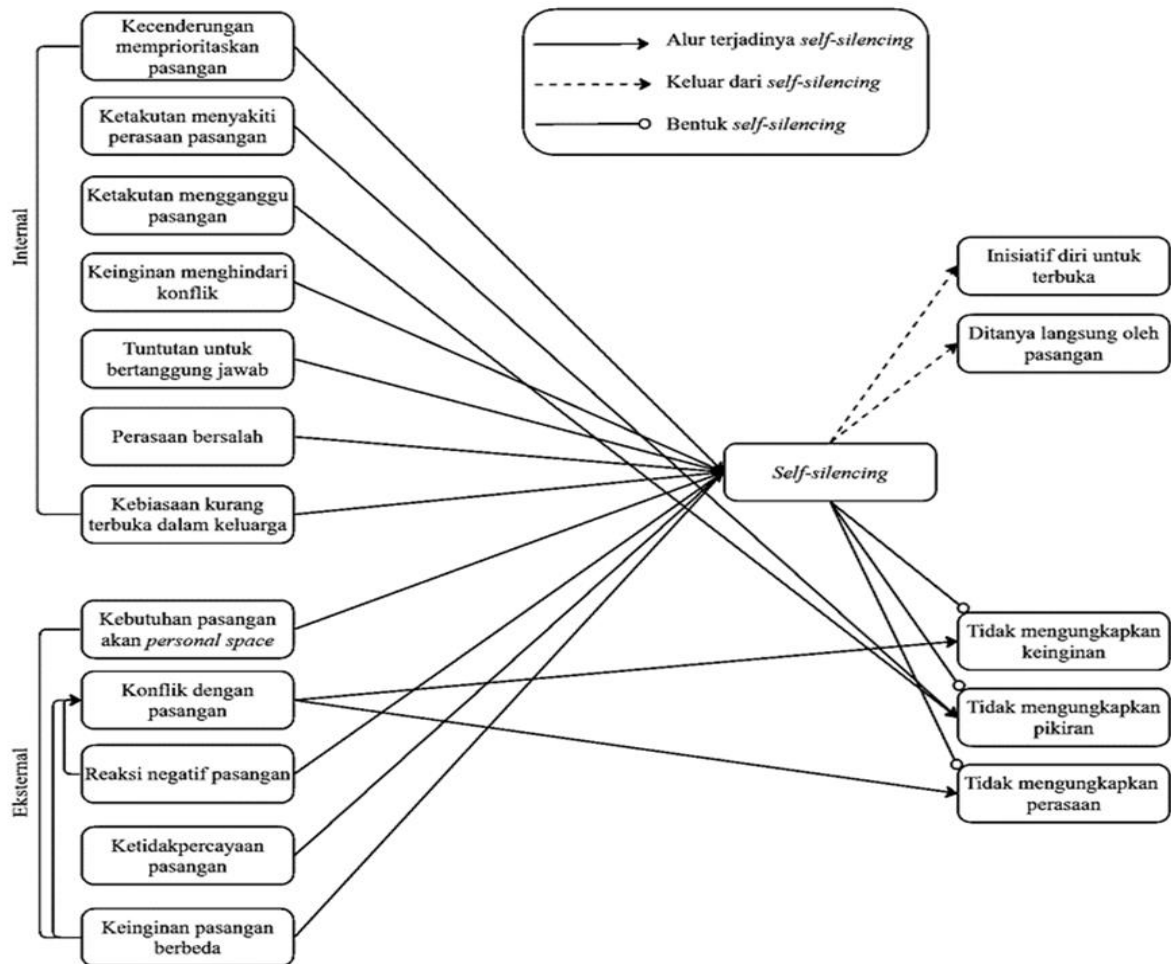 Kecenderungan
memprioritaskan
pasangan
Ketakutan menyakiti
perasaan pasangan
Ketakutan mengganggu
pasangan
Keinginan menghindari
konflik
Tuntutan untuk
bertanggung jawab
Perasaan bersalah
Kebiasaan kurang
terbuka dalam keluarga
Internal
Kebutuhan pasangan
akan personal space
Konflik dengan
pasangan
Reaksi negatif pasangan
Ketidakpercayaan
pasangan
Keinginan pasangan
berbeda
Eksternal
Alur terjadinya self-silencing
Keluar dari self-silencing
Bentuk self-silencing
Inisiatif diri untuk
terbuka
Ditanya langsung oleh
pasangan
Self-silencing
Tidak mengungkapkan
keinginan
Tidak mengungkapkan
pikiran
Tidak mengungkapkan
perasaan